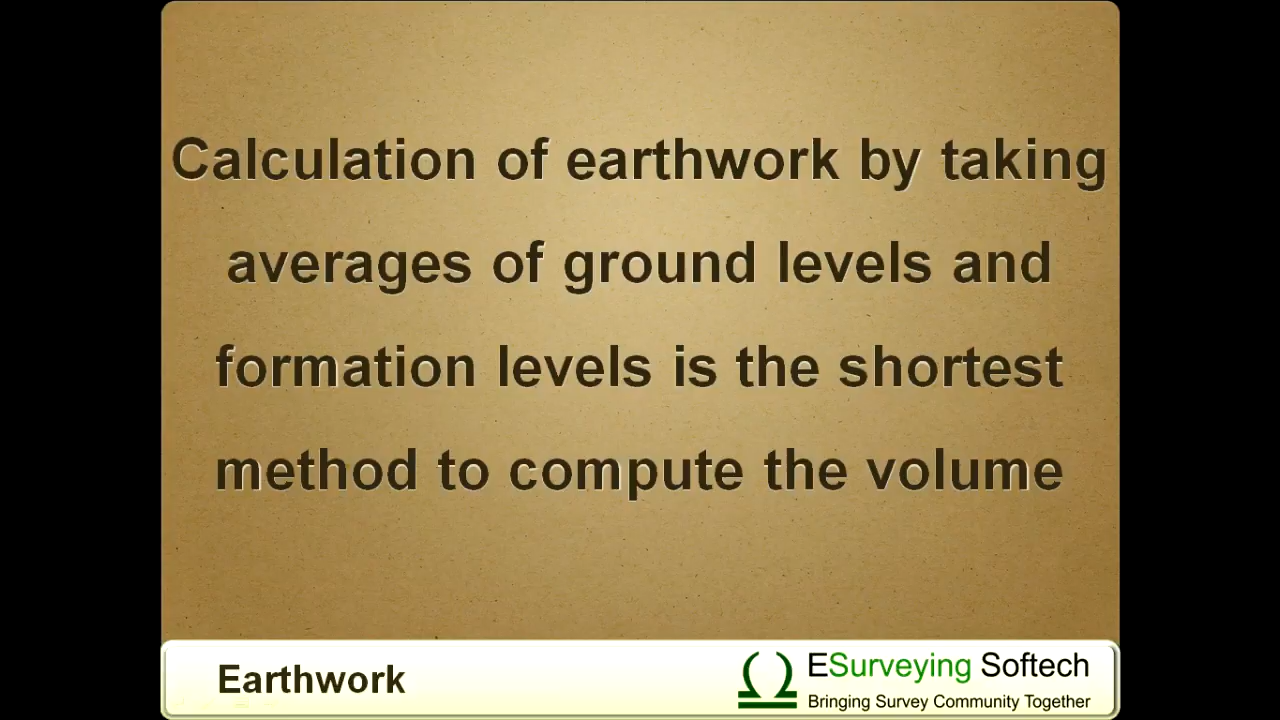 Calculation of earthwork by taking
averages of ground levels and
formation levels is the shortest
method to compute the volume
Earthwork
ESurveying Softech
Bringing Survey Community Together